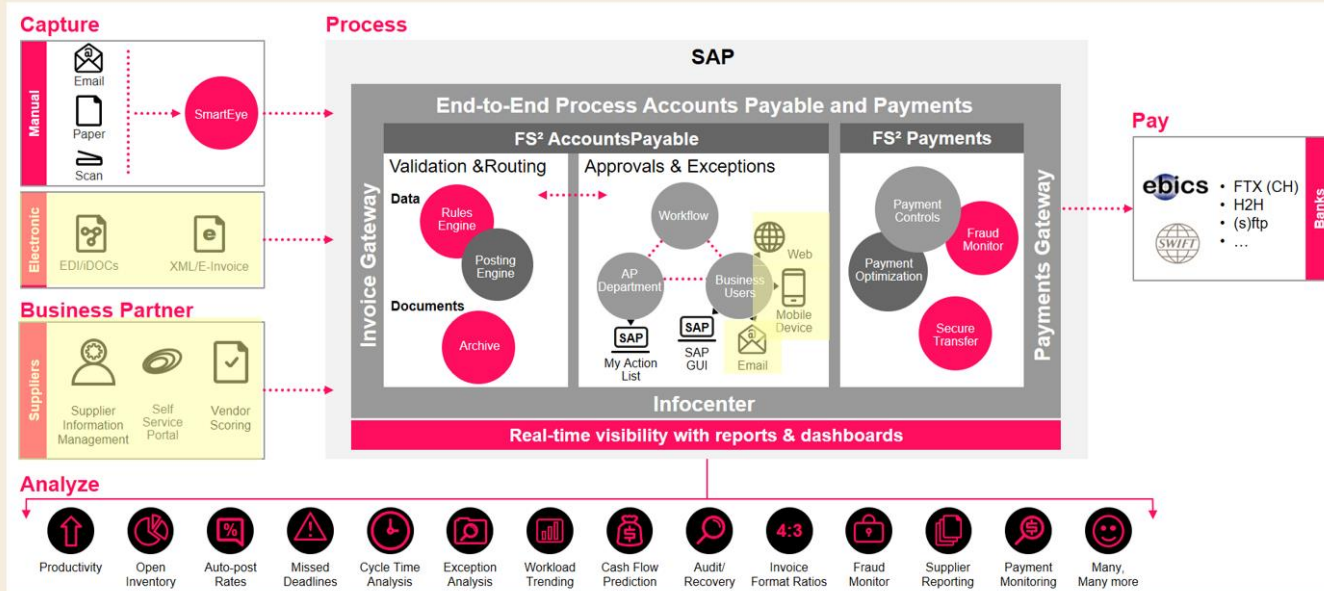 Capture
Manual
@
Email
Paper
Scan
SmartEye
Electronic
EDI/iDOCs
e
XML/E-Invoice
Business Partner
Suppliers
Supplier
Information
Management
Self
Service
Portal
Vendor
Scoring
Process
SAP
End-to-End Process Accounts Payable and Payments
Invoice Gateway
FS² AccountsPayable
Validation &Routing
Data
Rules
Engine
Posting
Engine
Documents
Archive
Approvals & Exceptions
Workflow
AP
Department
Business
Users
Web
Mobile
Device
SAP
My Action
List
SAP
SAP
GUI
@
Email
FS² Payments
Payment
Controls
Fraud
Monitor
Payment
Optimization
Secure
Transfer
Payments Gateway
Infocenter
Real-time visibility with reports & dashboards
Pay
ebics
SWIFT
• FTX (CH)
• H2H
• (s)ftp
• ...
Banks
Analyze
Productivity
Open
Inventory
%
Auto-post
Rates
Missed
Deadlines
Cycle Time
Analysis
Exception
Analysis
Workload
Trending
$
Cash Flow
Prediction
Audit/
Recovery
4:3
Invoice
Format Ratios
Fraud
Monitor
Supplier
Reporting
$
Payment
Monitoring
Many,
Many more